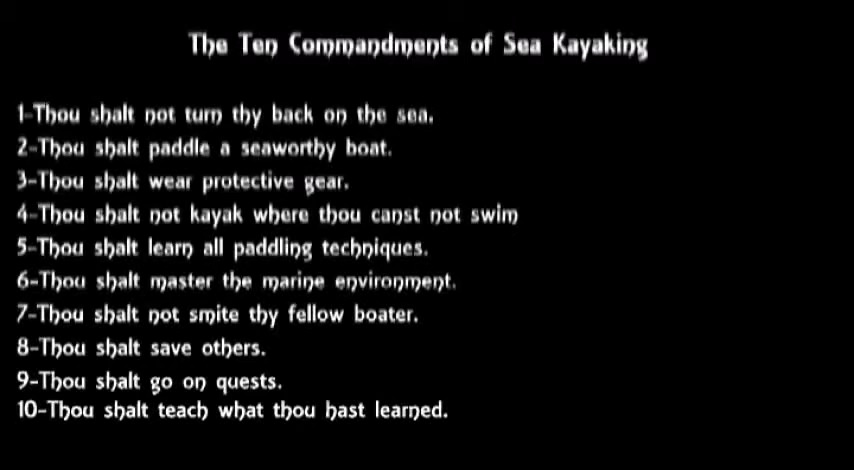 The Ten Commandments of Sea Kayaking
1-Thou shalt not turn thy back on the sea.
2-Thou shalt paddle a seaworthy boat.
3-Thou shalt wear protective gear.
4-Thou shalt not kayak where thou canst not swim
5-Thou shalt learn all paddling techniques.
6-Thou shalt master the marine environment.
7-Thou shalt not smite thy fellow boater.
8-Thou shalt save others.
9-Thou shalt go on quests.
10-Thou shalt teach what thou hast learned.